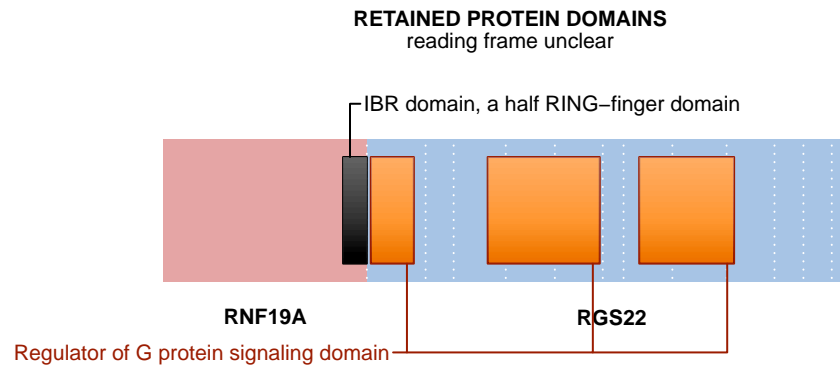 RETAINED PROTEIN DOMAINS
reading frame unclear
IBR domain, a half RING−finger domain
RNF19A
RGS22
Regulator of G protein signaling domain